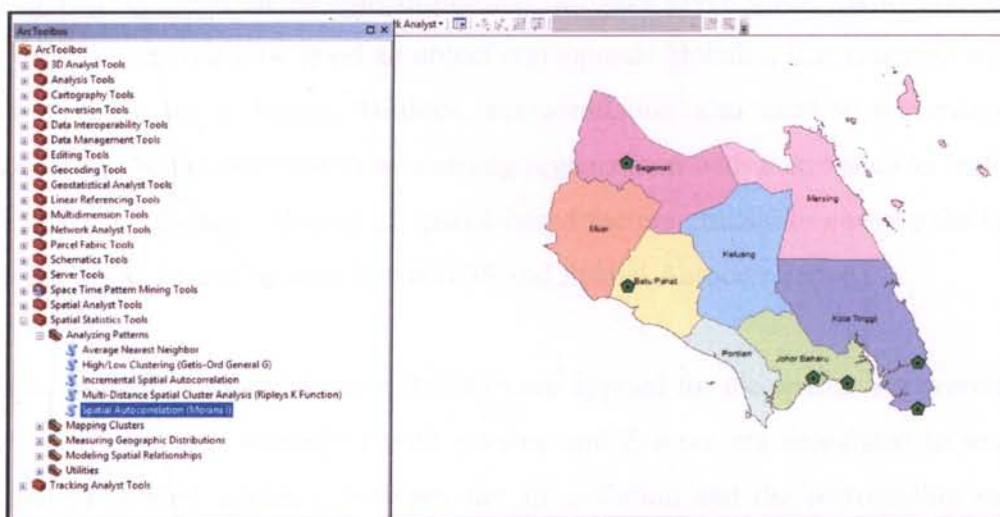 ArcToolbox
ArcToolbox
3D Analyst Tools
Analysis Tools
Cartography Tools
Conversion Tools
Data Interoperability Tools
Data Management Tools
Editing Tools
Geocoding Tools
Geostatistical Analyst Tools
Linear Referencing Tools
Multidimension Tools
Network Analyst Tools
Parcel Fabric Tools
Schematics Tools
Server Tools
Space Time Pattern Mining Tools
Spatial Analyst Tools
Spatial Statistics Tools
Analyzing Patterns
Average Nearest Neighbor
High/Low Clustering (Getis-Ord General G)
Incremental Spatial Autocorrelation
Multi-Distance Spatial Cluster Analysis (Ripleys K Function)
Spatial Autocorrelation (Morans I)
Mapping Clusters
Measuring Geographic Distributions
Modeling Spatial Relationships
Utilities
Tracking Analyst Tools
Analyst
Segamat
Mersing
Muar
Keluang
Batu Pahat
Kota Tinggi
Pontian
Johor Baharu